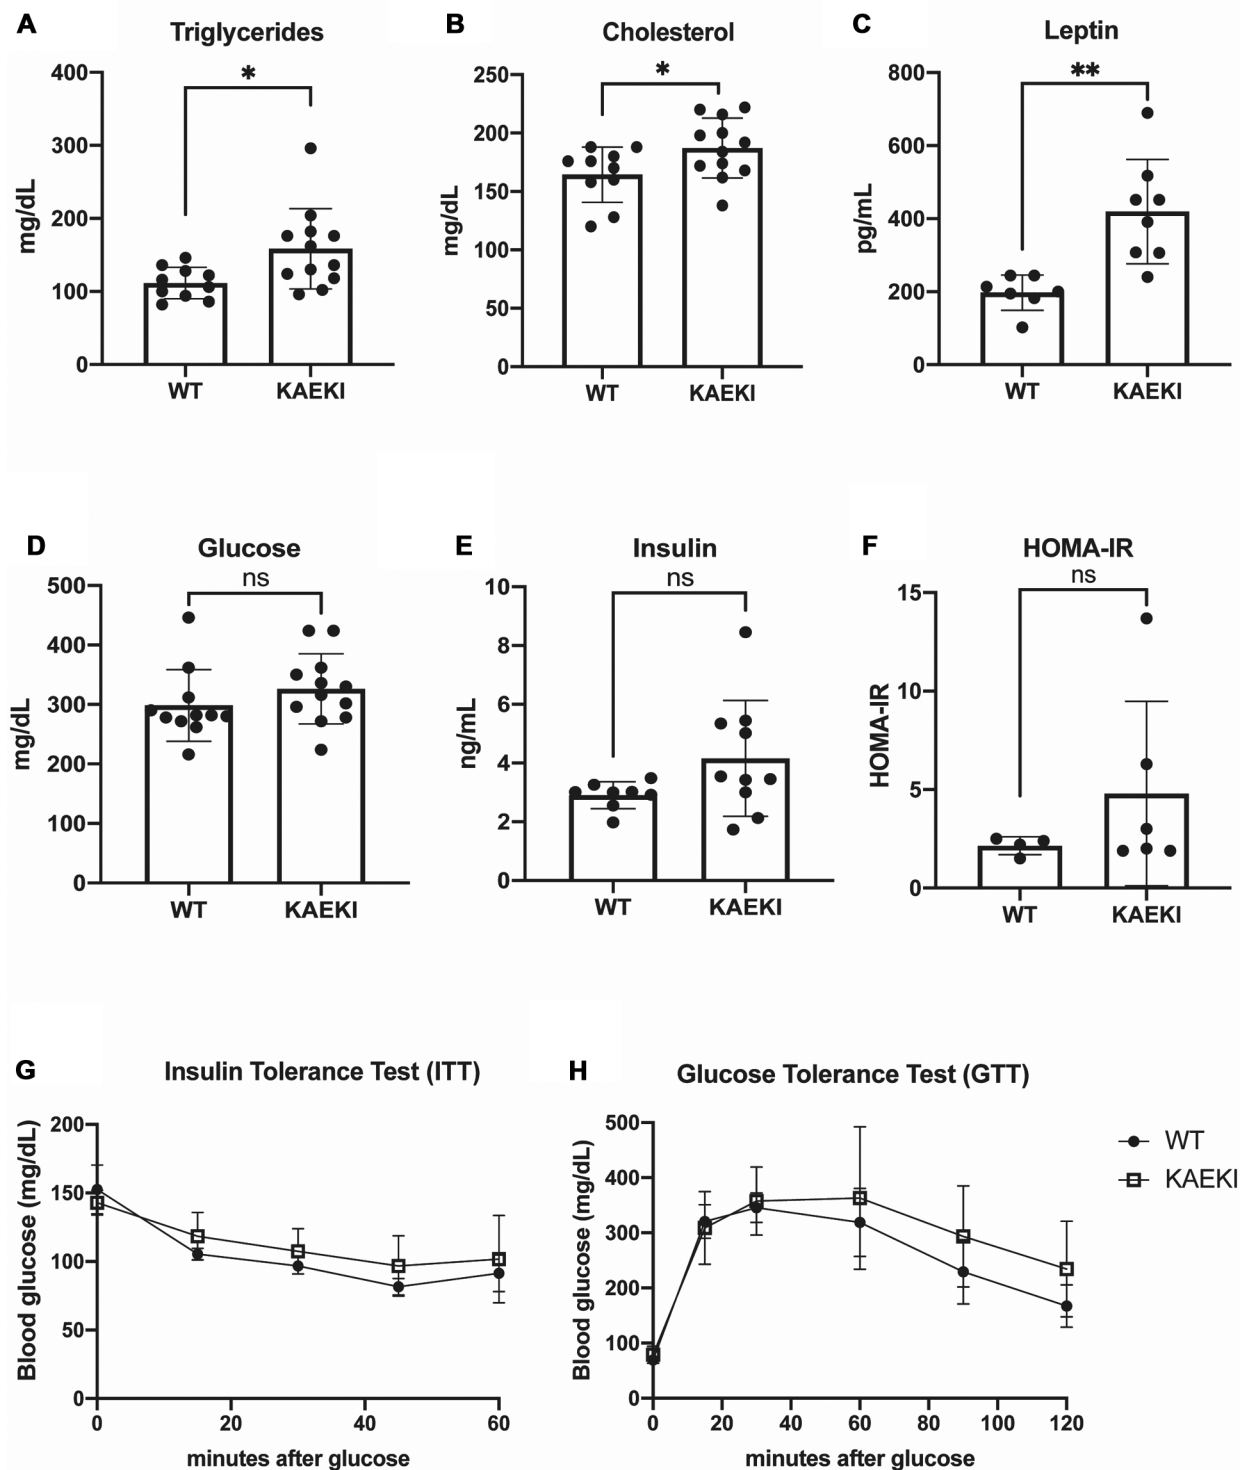 A
Triglycerides
*
400
300
200
100
0
mg/dL
WT
KAEKI
B
Cholesterol
*
250
200
150
100
50
0
mg/dL
WT
KAEKI
C
Leptin
**
800
600
400
200
0
pg/mL
WT
KAEKI
D
Glucose
ns
500
400
300
200
100
0
mg/dL
WT
KAEKI
E
Insulin
ns
10
8
6
4
2
0
ng/mL
WT
KAEKI
F
HOMA-IR
ns
15
10
5
0
HOMA-IR
WT
KAEKI
G
Insulin Tolerance Test (ITT)
200
150
100
50
0
Blood glucose (mg/dL)
0 20 40 60
minutes after glucose
H
Glucose Tolerance Test (GTT)
500
400
300
200
100
0
Blood glucose (mg/dL)
0 20 40 60 80 100 120
minutes after glucose
WT
KAEKI